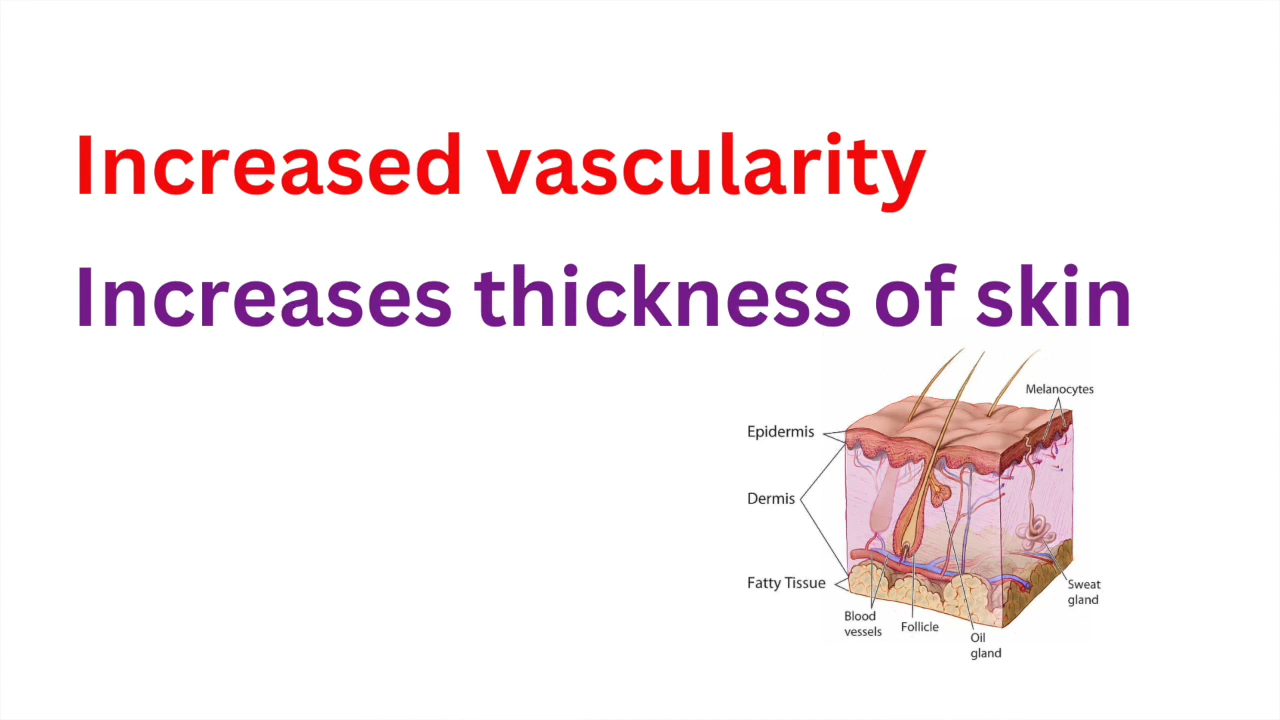 Increased vascularity
Increases thickness of skin
Melanocytes
Epidermis
Dermis
Fatty Tissue
Sweat
gland
Blood
vessels
Follicle
Oil
gland